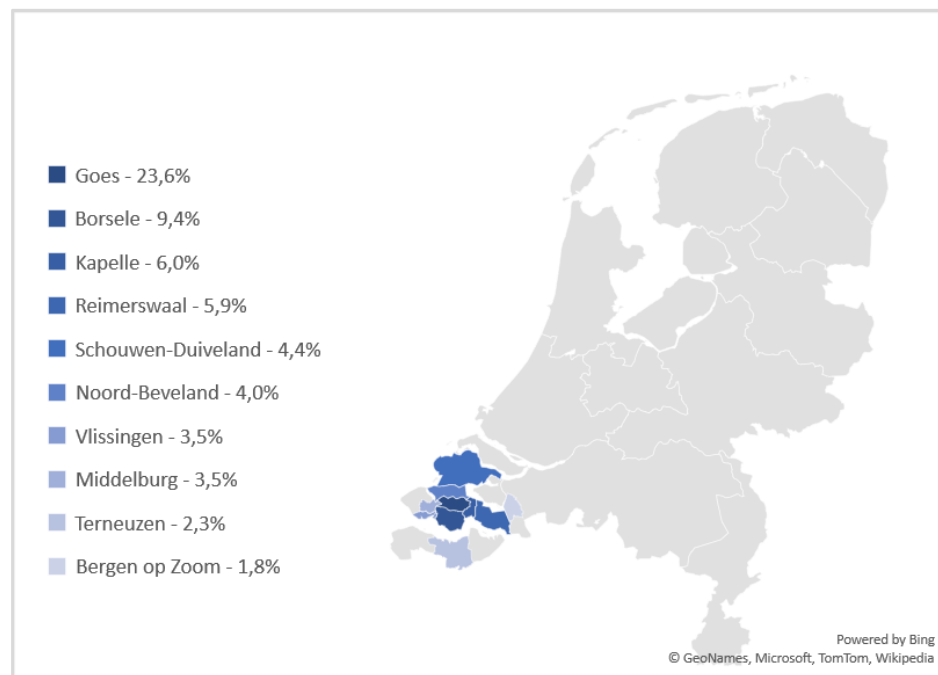 Goes - 23,6%
Borsele - 9,4%
Kapelle - 6,0%
Reimerswaal - 5,9%
Schouwen-Duiveland - 4,4%
Noord-Beveland - 4,0%
Vlissingen - 3,5%
Middelburg - 3,5%
Terneuzen - 2,3%
Bergen op Zoom - 1,8%
Powered by Bing
© GeoNames, Microsoft, TomTom, Wikipedia